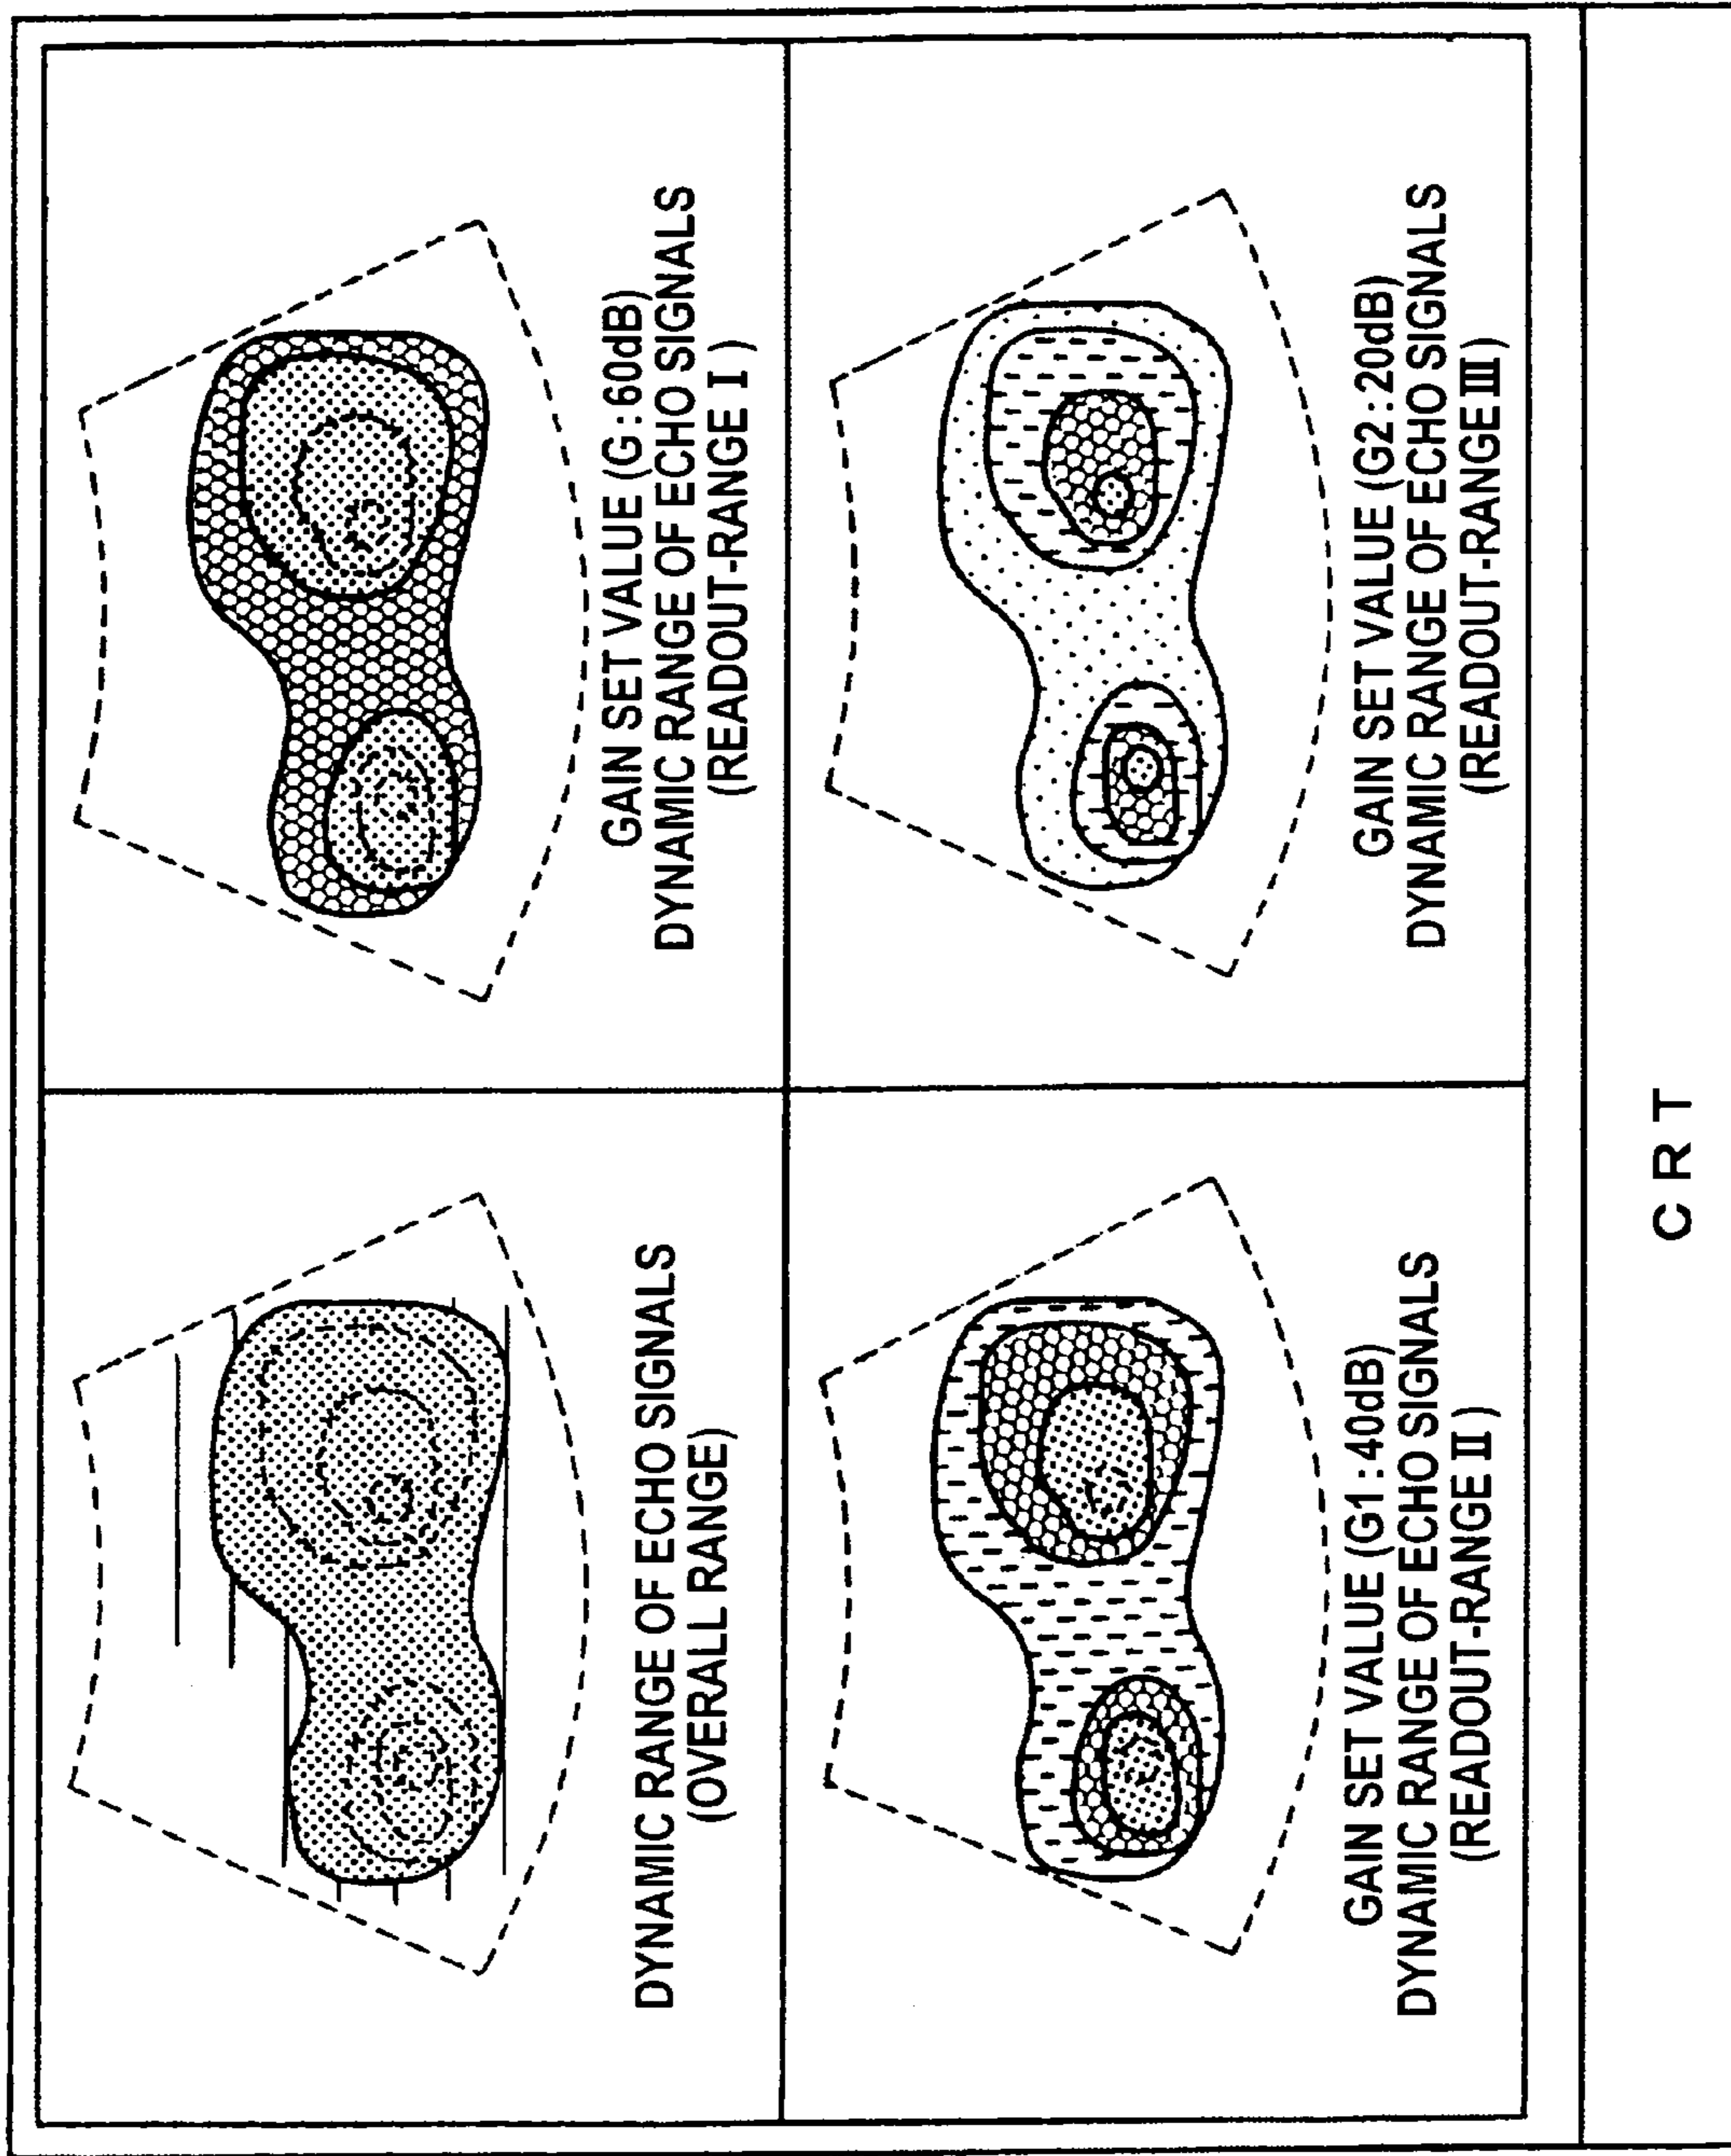 DYNAMIC RANGE OF ECHO SIGNALS
(OVERALL RANGE)
GAIN SET VALUE (G:60dB)
DYNAMIC RANGE OF ECHO SIGNALS
(READOUT-RANGE I)
GAIN SET VALUE (G1:40dB)
DYNAMIC RANGE OF ECHO SIGNALS
(READOUT-RANGE II)
GAIN SET VALUE (G2:20dB)
DYNAMIC RANGE OF ECHO SIGNALS
(READOUT-RANGE III)
CRT